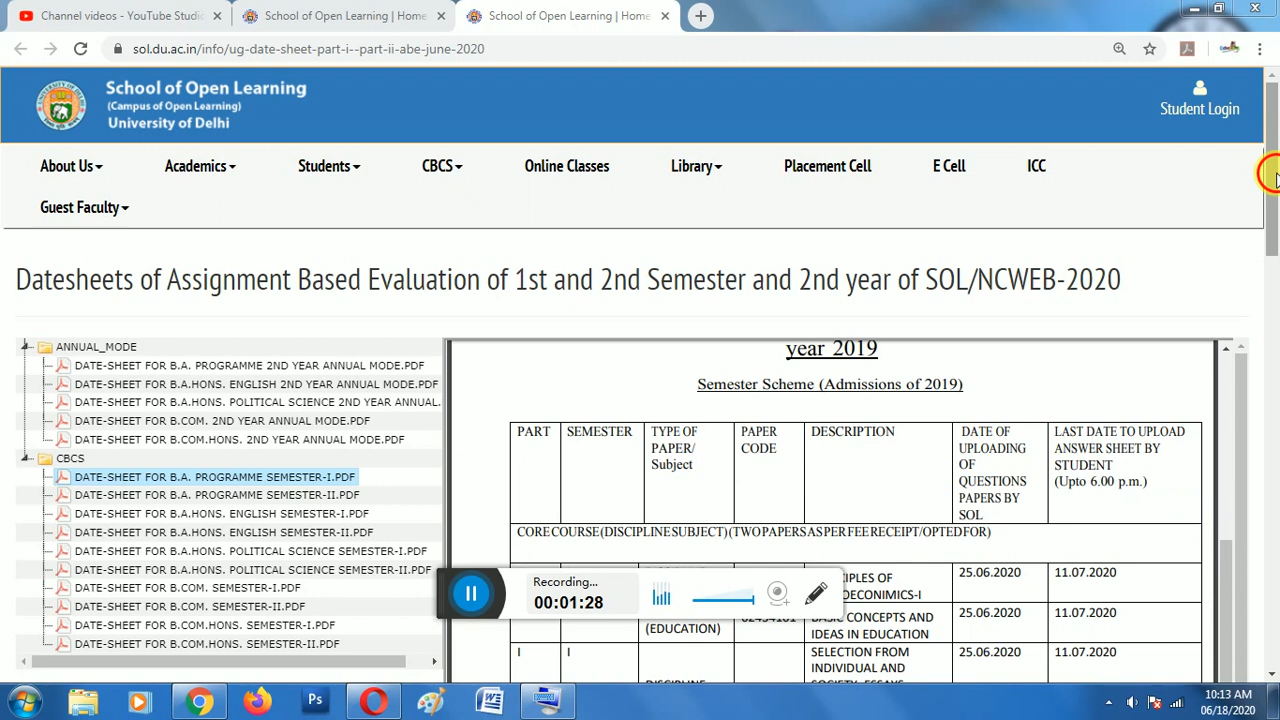 Channel videos - YouTube Studi
School of Open Learning | Home
School of Open Learning | Home
sol.du.ac.in/info/ug-date-sheet-part-i--part-ii-abe-june-2020
School of Open Learning
(Campus of Open Learning)
University of Delhi
Student Login
About Us
Academics
Students
CBCS
Online Classes
Library
Placement Cell
E Cell
ICC
Guest Faculty
Datesheets of Assignment Based Evaluation of 1st and 2nd Semester and 2nd year of SOL/NCWEB-2020
ANNUAL_MODE
DATE-SHEET FOR B.A. PROGRAMME 2ND YEAR ANNUAL MODE.PDF
DATE-SHEET FOR B.A.HONS. ENGLISH 2ND YEAR ANNUAL MODE.PDF
DATE-SHEET FOR B.A.HONS. POLITICAL SCIENCE 2ND YEAR ANNUAL.
DATE-SHEET FOR B.COM. 2ND YEAR ANNUAL MODE.PDF
DATE-SHEET FOR B.COM.HONS. 2ND YEAR ANNUAL MODE.PDF
CBCS
DATE-SHEET FOR B.A. PROGRAMME SEMESTER-I.PDF
DATE-SHEET FOR B.A. PROGRAMME SEMESTER-II.PDF
DATE-SHEET FOR B.A.HONS. ENGLISH SEMESTER-I.PDF
DATE-SHEET FOR B.A.HONS. ENGLISH SEMESTER-II.PDF
DATE-SHEET FOR B.A.HONS. POLITICAL SCIENCE SEMESTER-I.PDF
DATE-SHEET FOR B.A.HONS. POLITICAL SCIENCE SEMESTER-II.PDF
DATE-SHEET FOR B.COM. SEMESTER-I.PDF
DATE-SHEET FOR B.COM. SEMESTER-II.PDF
DATE-SHEET FOR B.COM.HONS. SEMESTER-I.PDF
DATE-SHEET FOR B.COM.HONS. SEMESTER-II.PDF
year 2019
Semester Scheme (Admissions of 2019)
PART
SEMESTER
TYPE OF
PAPER/
Subject
PAPER
CODE
DESCRIPTION
DATE OF
UPLOADING
OF
QUESTIONS
PAPERS BY
SOL
LAST DATE TO UPLOAD
ANSWER SHEET BY
STUDENT
(Upto 6.00 p.m.)
CORE COURSE (DISCIPLINE SUBJECT) (TWO PAPERS AS PER FEE RECEIPT/OPTED FOR)
25.06.2020
11.07.2020
(EDUCATION)
BASIC CONCEPTS AND
IDEAS IN EDUCATION
25.06.2020
11.07.2020
I
I
SELECTION FROM
INDIVIDUAL AND
25.06.2020
11.07.2020
Recording...
00:01:28
Ps
10:13 AM
06/18/2020